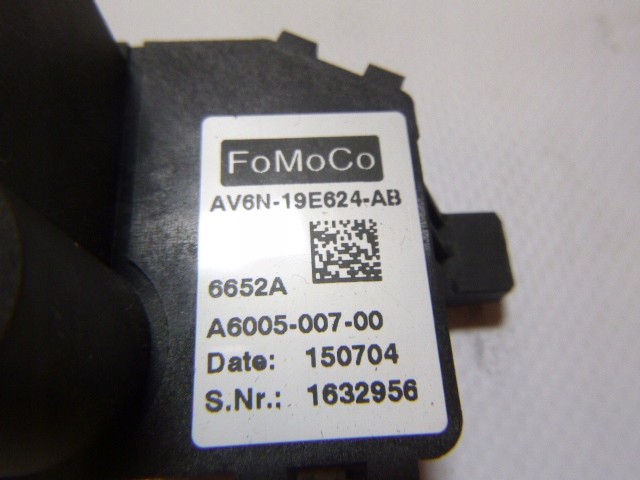 FoMoCo
AV6N-19E624-AB
6652A
A6005-007-00
Date: 150704
S.Nr.: 1632956